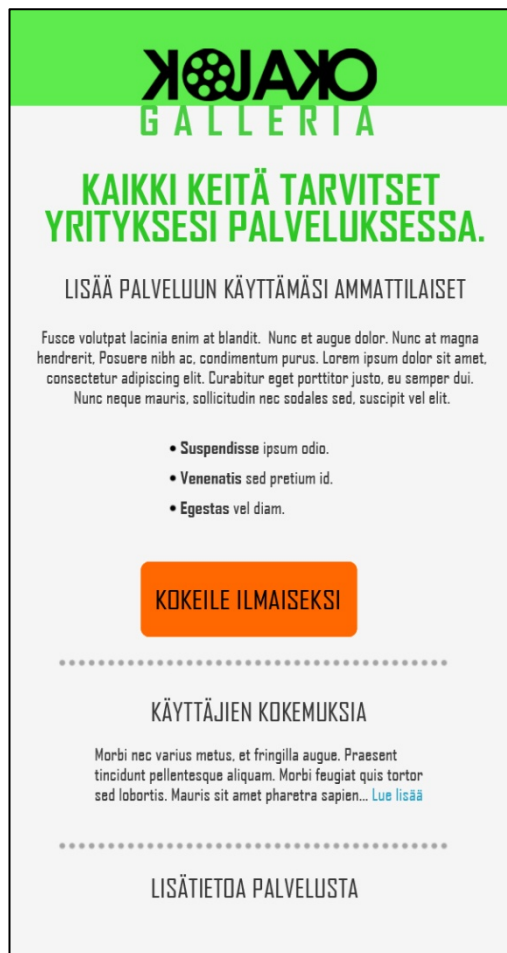 KOJAKO
GALLERIA
KAIKKI KEITÄ TARVITSET
YRITYKSESI PALVELUKSESSA.
LISÄÄ PALVELUUN KÄYTTÄMÄSI AMMATTILAISET
Fusce volutpat lacinia enim at blandit. Nunc et augue dolor. Nunc at magna
hendrerit, Posuere nibh ac, condimentum purus. Lorem ipsum dolor sit amet,
consectetur adipiscing elit. Curabitur eget porttitor justo, eu semper dui.
Nunc neque mauris, sollicitudin nec sodales sed, suscipit vel elit.
• Suspendisse ipsum odio.
• Venenatis sed pretium id.
• Egestas vel diam.
KOKEILE ILMAISEKSI
KÄYTTÄJIEN KOKEMUKSIA
Morbi nec varius metus, et fringilla augue. Praesent
tincidunt pellentesque aliquam. Morbi feugiat quis tortor
sed lobortis. Mauris sit amet pharetra sapien... Lue lisää
LISÄTIETOA PALVELUSTA